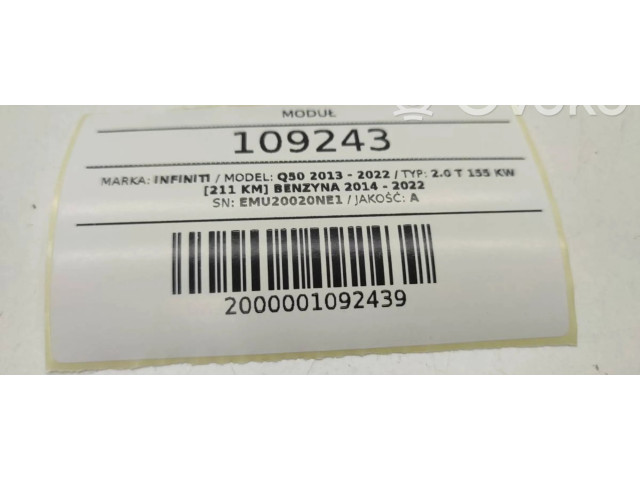 MODUŁ
109243
MARKA: INFINITI / MODEL: Q50 2013 - 2022 / TYP: 2.0 T 155 KW
[211 KM] BENZYNA 2014 - 2022
SN: EMU20020NE1 / JAKOŚĆ: A
2000001092439